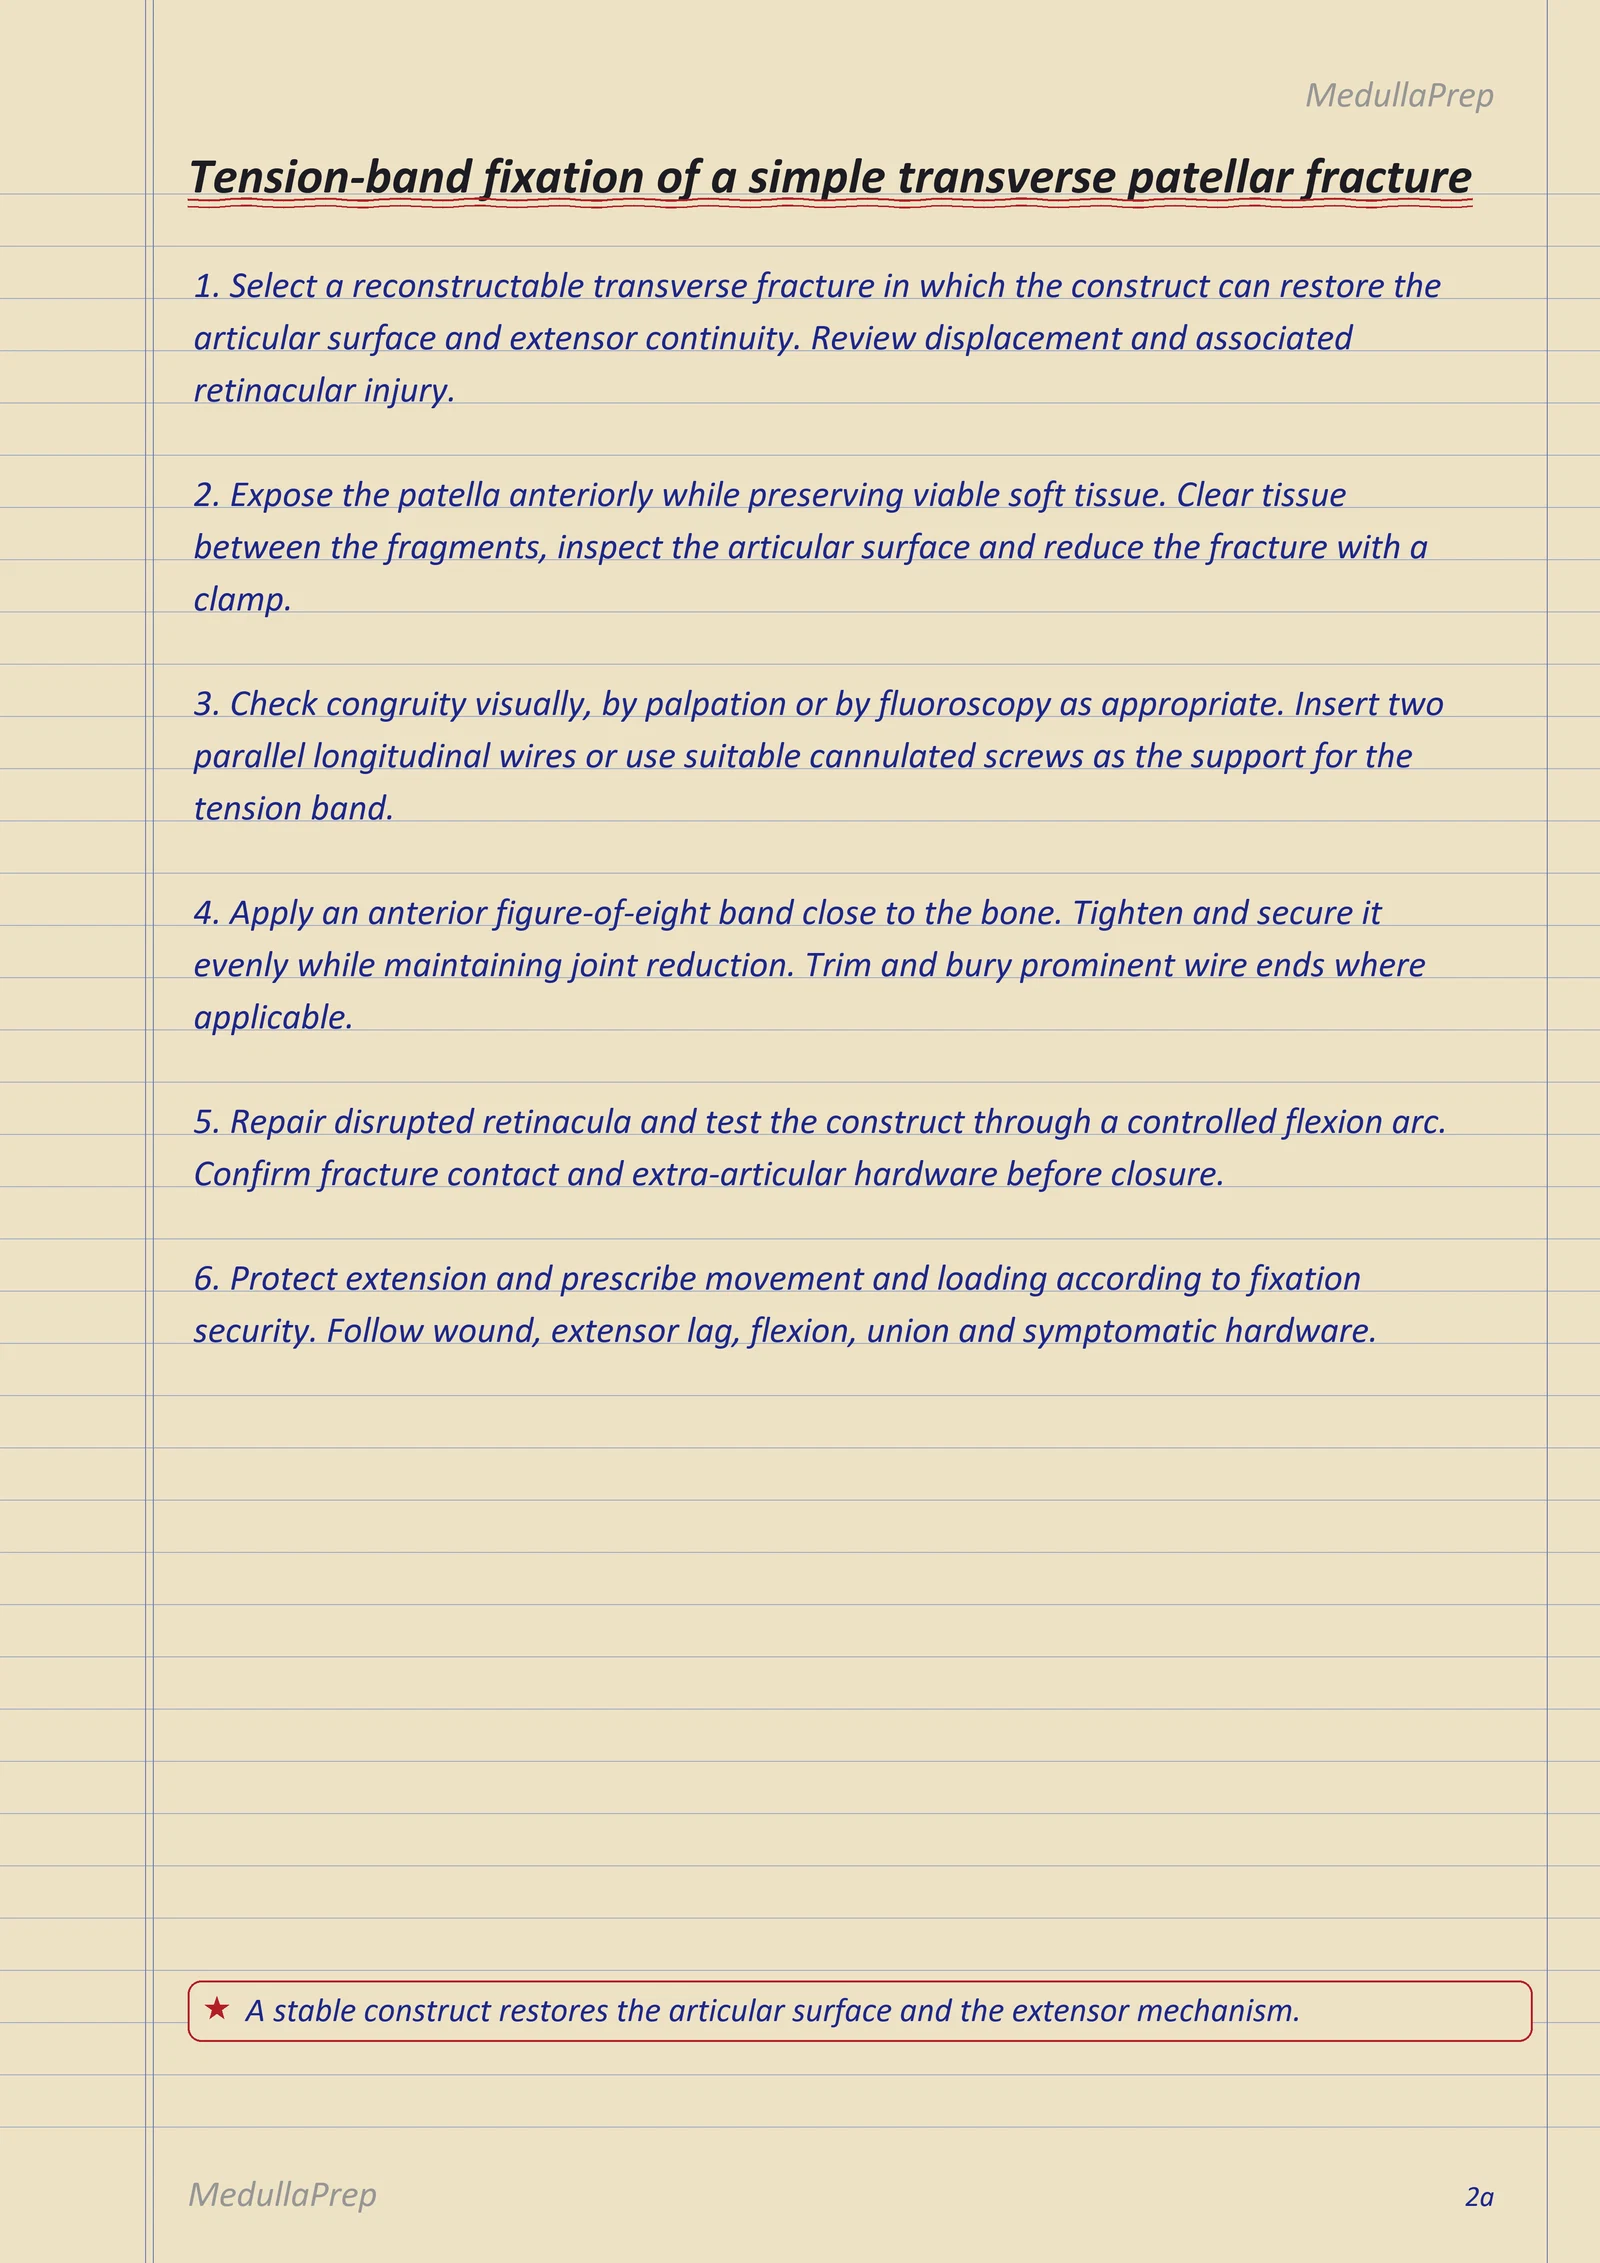 MedullaPrep
Tension-band fixation of a simple transverse patellar fracture
1. Select a reconstructable transverse fracture in which the construct can restore the
articular surface and extensor continuity. Review displacement and associated
retinacular injury.
2. Expose the patella anteriorly while preserving viable soft tissue. Clear tissue
between the fragments, inspect the articular surface and reduce the fracture with a
clamp.
3. Check congruity visually, by palpation or by fluoroscopy as appropriate. Insert two
parallel longitudinal wires or use suitable cannulated screws as the support for the
tension band.
4. Apply an anterior figure-of-eight band close to the bone. Tighten and secure it
evenly while maintaining joint reduction. Trim and bury prominent wire ends where
applicable.
5. Repair disrupted retinacula and test the construct through a controlled flexion arc.
Confirm fracture contact and extra-articular hardware before closure.
6. Protect extension and prescribe movement and loading according to fixation
security. Follow wound, extensor lag, flexion, union and symptomatic hardware.
★ A stable construct restores the articular surface and the extensor mechanism.
MedullaPrep
2a